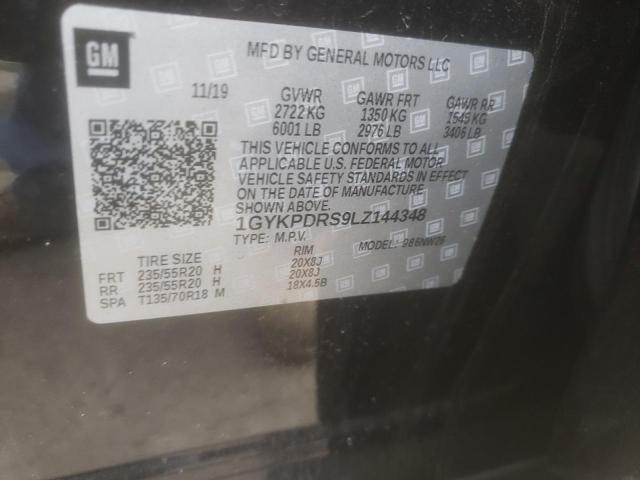 GM
MFD BY GENERAL MOTORS LLC
11/19 GVWR GAWR FRT GAWR RR
2722 KG 1350 KG 1545 KG
6001 LB 2976 LB 3406 LB
THIS VEHICLE CONFORMS TO ALL
APPLICABLE U.S. FEDERAL MOTOR
VEHICLE SAFETY STANDARDS IN EFFECT
ON THE DATE OF MANUFACTURE
SHOWN ABOVE.
1GYKPDRS9LZ144348
TYPE: M.P.V. MODEL: 986NW26
TIRE SIZE RIM
FRT 235/55R20 H 20X8J
RR 235/55R20 H 20X8J
SPA T135/70R18 M 18X4.5B